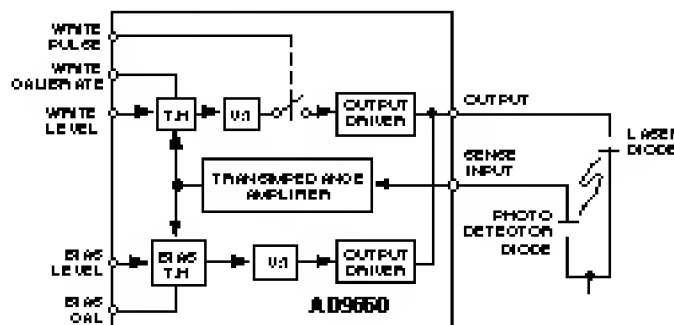 WRITE
PULSE
WRITE
CALIBRATE
WRITE
LEVEL
T/H
V/I
OUTPUT
DRIVER
OUTPUT
LASER
DIODE
SENSE
INPUT
TRANSIMPEDANCE
AMPLIFIER
PHOTO
DETECTOR
DIODE
BIAS
LEVEL
BIAS
T/H
V/I
OUTPUT
DRIVER
BIAS
CAL
AD9660